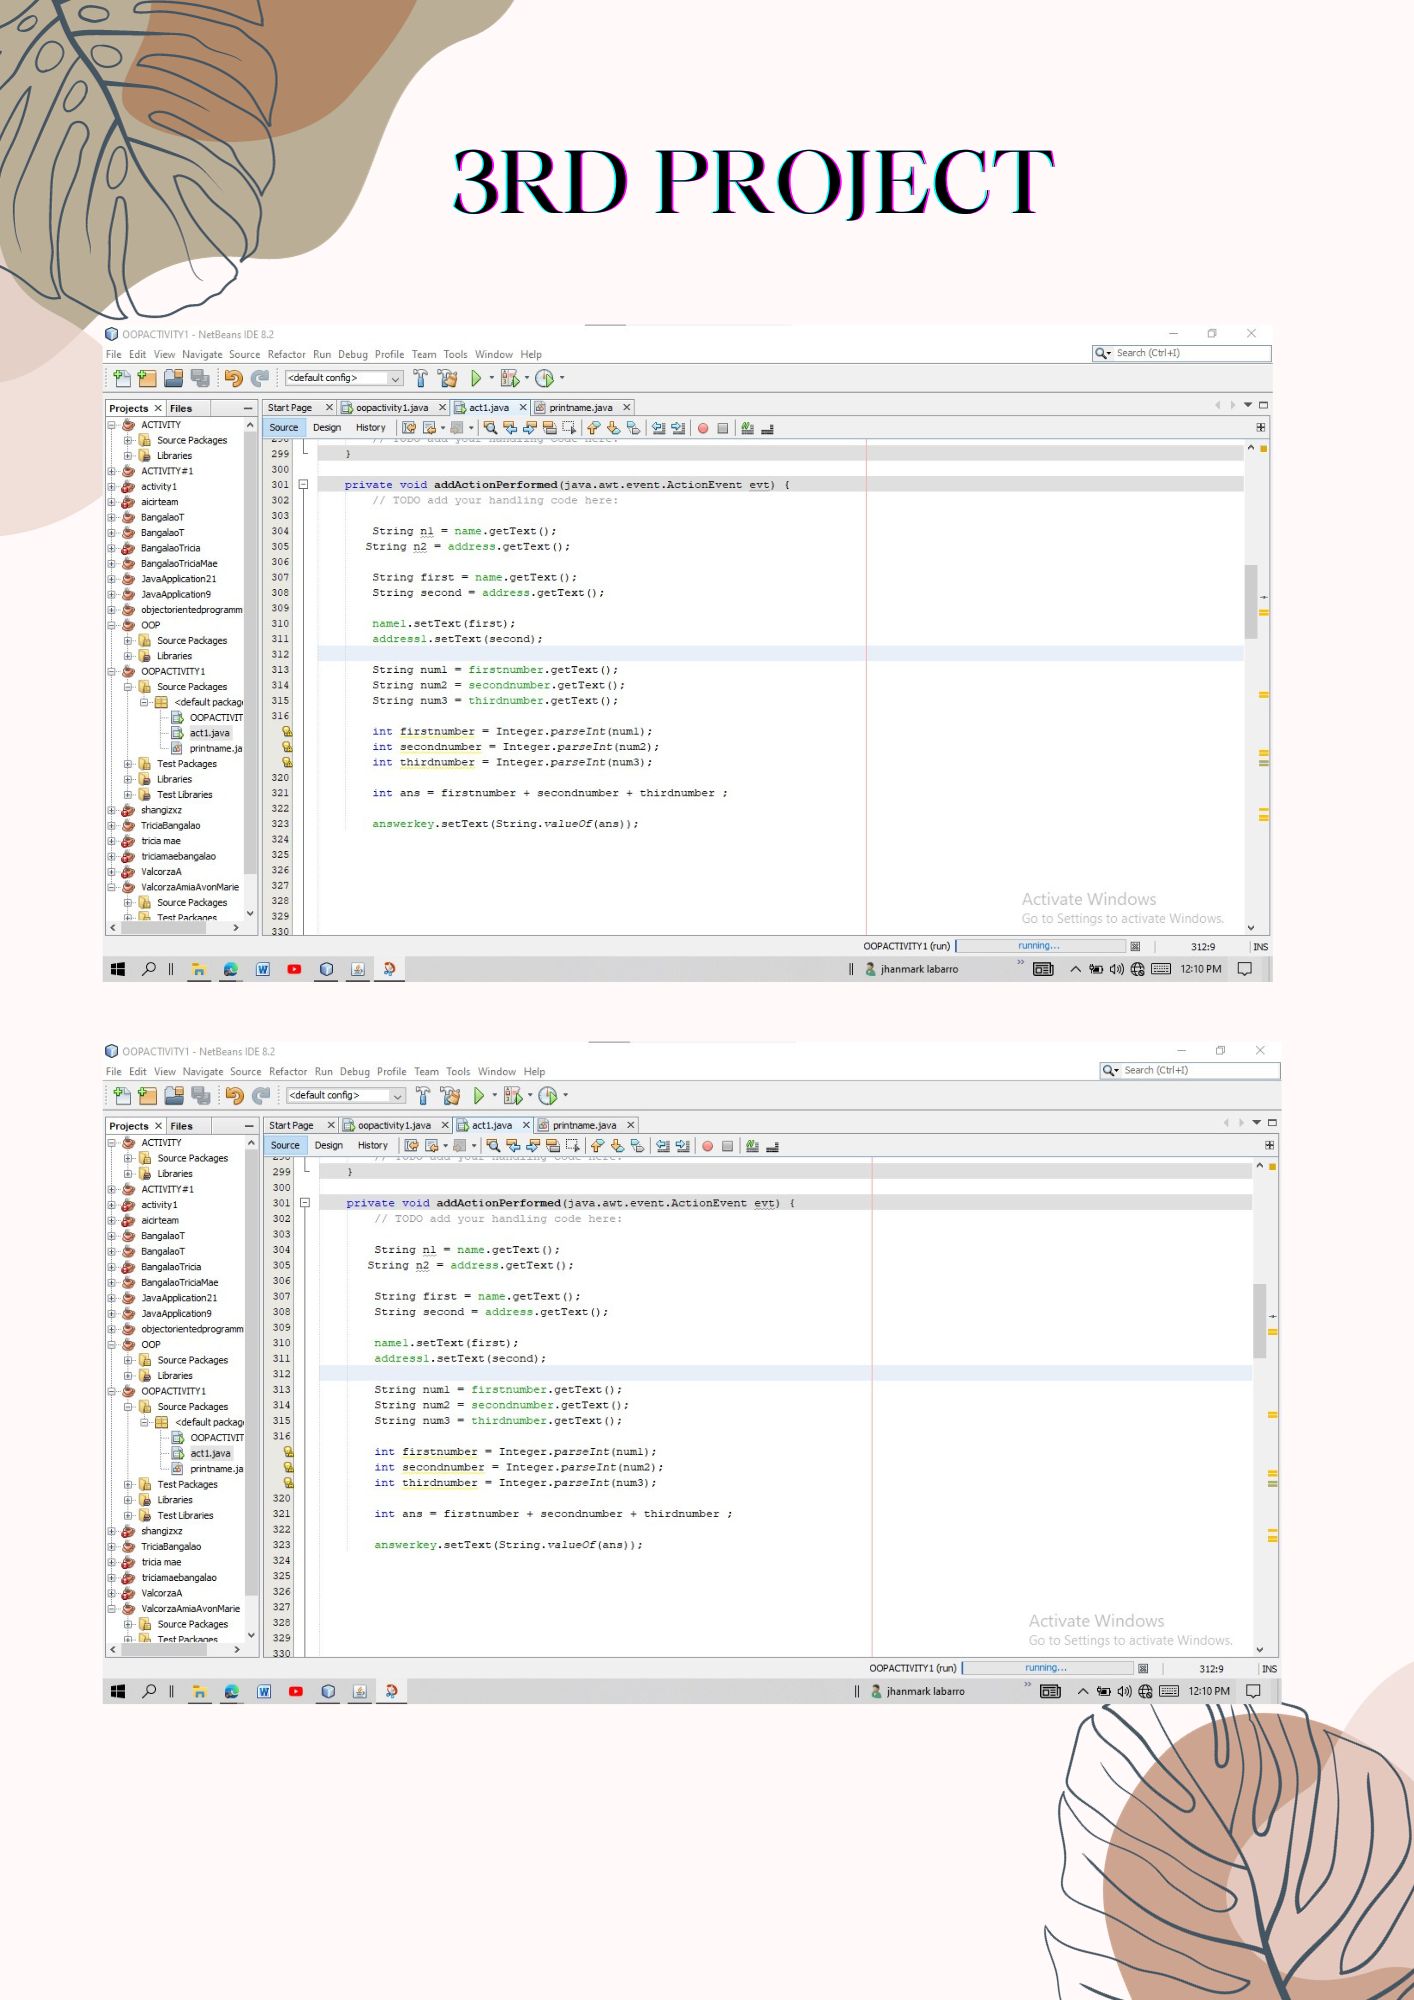 3RD PROJECT
OOPACTIVITY1 - NetBeans IDE 8.2
File Edit View Navigate Source Refactor Run Debug Profile Team Tools Window Help
Search (Ctrl+I)
<default config>
Projects Files
Start Page oopactivity1.java act1.java printname.java
Source Design History
ACTIVITY
Source Packages
Libraries
ACTIVITY#1
activity1
aicirteam
BangalaoT
BangalaoT
BangalaoTricia
BangalaoTriciaMae
JavaApplication21
JavaApplication9
objectorientedprogramm
OOP
Source Packages
Libraries
OOPACTIVITY1
Source Packages
<default packag
OOPACTIVIT
act1.java
printname.ja
Test Packages
Libraries
Test Libraries
shangizxz
TriciaBangalao
tricia mae
triciamaebangalao
ValcorzaA
ValcorzaAmiaAvonMarie
Source Packages
Test Packages
298 // TODO add your handling code here:
299 }
300
301 private void addActionPerformed(java.awt.event.ActionEvent evt) {
302 // TODO add your handling code here:
303
304 String n1 = name.getText();
305 String n2 = address.getText();
306
307 String first = name.getText();
308 String second = address.getText();
309
310 name1.setText(first);
311 address1.setText(second);
312
313 String num1 = firstnumber.getText();
314 String num2 = secondnumber.getText();
315 String num3 = thirdnumber.getText();
316
int firstnumber = Integer.parseInt(num1);
int secondnumber = Integer.parseInt(num2);
int thirdnumber = Integer.parseInt(num3);
320
321 int ans = firstnumber + secondnumber + thirdnumber ;
322
323 answerkey.setText(String.valueOf(ans));
324
325
326
327
328
329
330
Activate Windows
Go to Settings to activate Windows.
OOPACTIVITY1 (run) running... 312:9 INS
jhanmark labarro 12:10 PM
OOPACTIVITY1 - NetBeans IDE 8.2
File Edit View Navigate Source Refactor Run Debug Profile Team Tools Window Help
Search (Ctrl+I)
<default config>
Projects Files
Start Page oopactivity1.java act1.java printname.java
Source Design History
ACTIVITY
Source Packages
Libraries
ACTIVITY#1
activity1
aicirteam
BangalaoT
BangalaoT
BangalaoTricia
BangalaoTriciaMae
JavaApplication21
JavaApplication9
objectorientedprogramm
OOP
Source Packages
Libraries
OOPACTIVITY1
Source Packages
<default packag
OOPACTIVIT
act1.java
printname.ja
Test Packages
Libraries
Test Libraries
shangizxz
TriciaBangalao
tricia mae
triciamaebangalao
ValcorzaA
ValcorzaAmiaAvonMarie
Source Packages
Test Packages
298 // TODO add your handling code here:
299 }
300
301 private void addActionPerformed(java.awt.event.ActionEvent evt) {
302 // TODO add your handling code here:
303
304 String n1 = name.getText();
305 String n2 = address.getText();
306
307 String first = name.getText();
308 String second = address.getText();
309
310 name1.setText(first);
311 address1.setText(second);
312
313 String num1 = firstnumber.getText();
314 String num2 = secondnumber.getText();
315 String num3 = thirdnumber.getText();
316
int firstnumber = Integer.parseInt(num1);
int secondnumber = Integer.parseInt(num2);
int thirdnumber = Integer.parseInt(num3);
320
321 int ans = firstnumber + secondnumber + thirdnumber ;
322
323 answerkey.setText(String.valueOf(ans));
324
325
326
327
328
329
330
Activate Windows
Go to Settings to activate Windows.
OOPACTIVITY1 (run) running... 312:9 INS
jhanmark labarro 12:10 PM